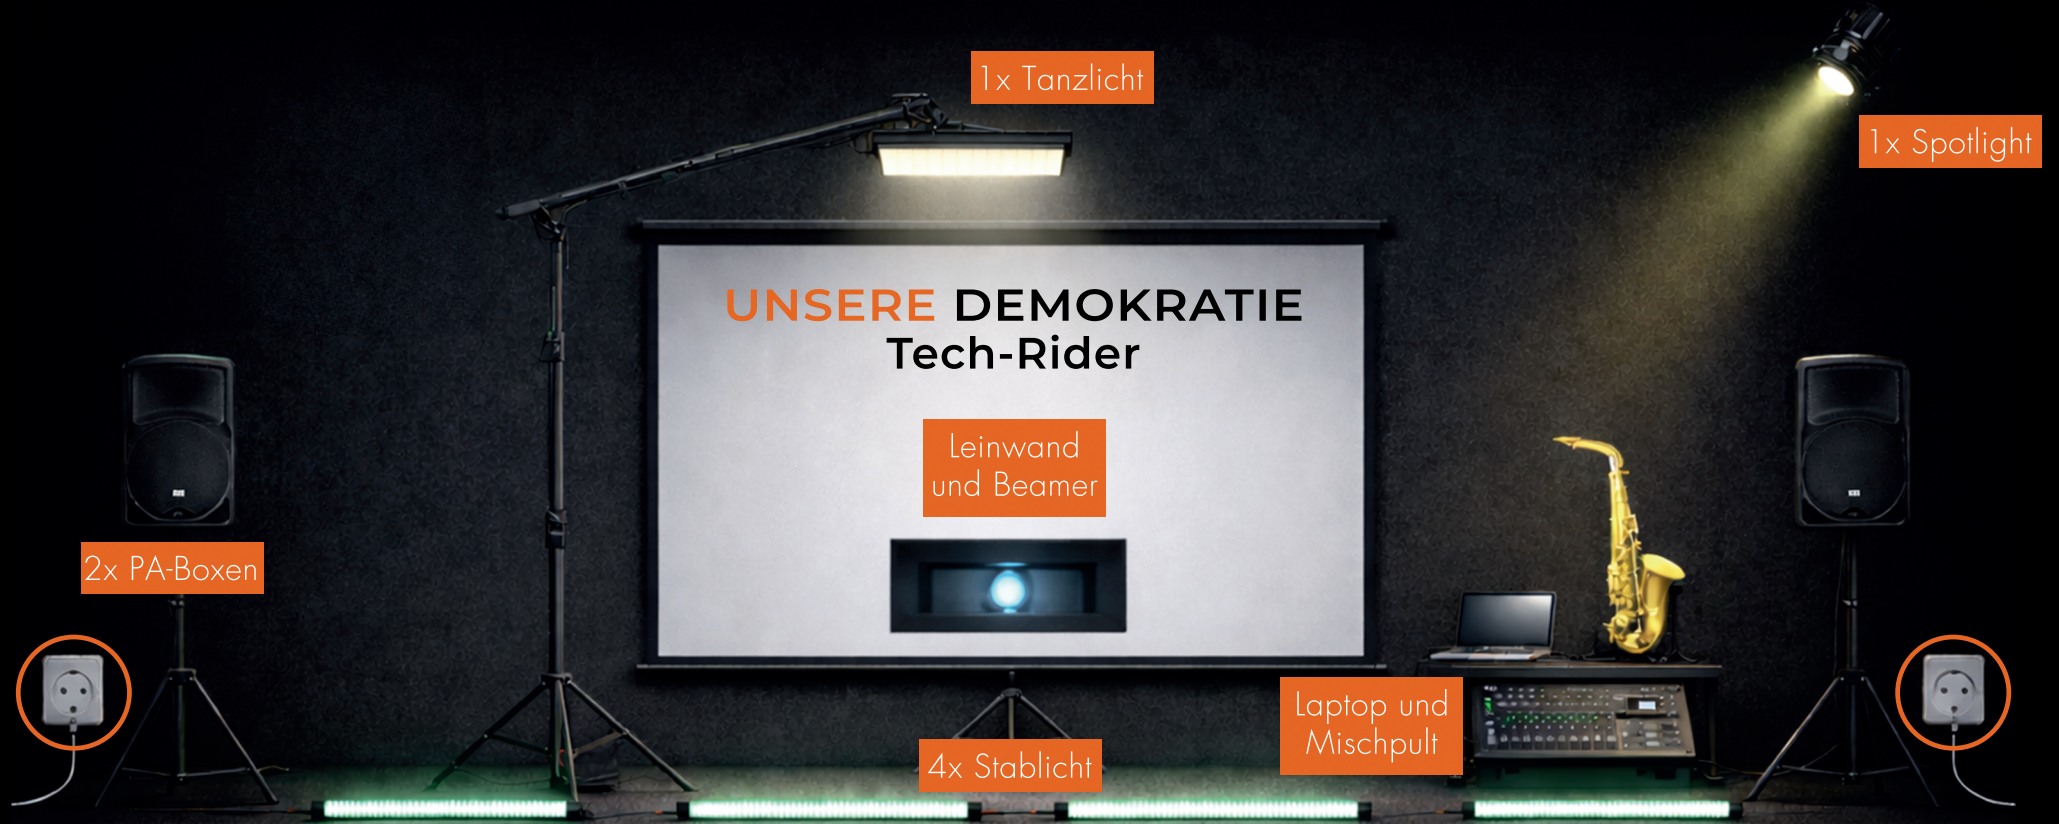 1x Tanzlicht
1x Spotlight
UNSERE DEMOKRATIE
Tech-Rider
Leinwand
und Beamer
2x PA-Boxen
Laptop und
Mischpult
4x Stablicht